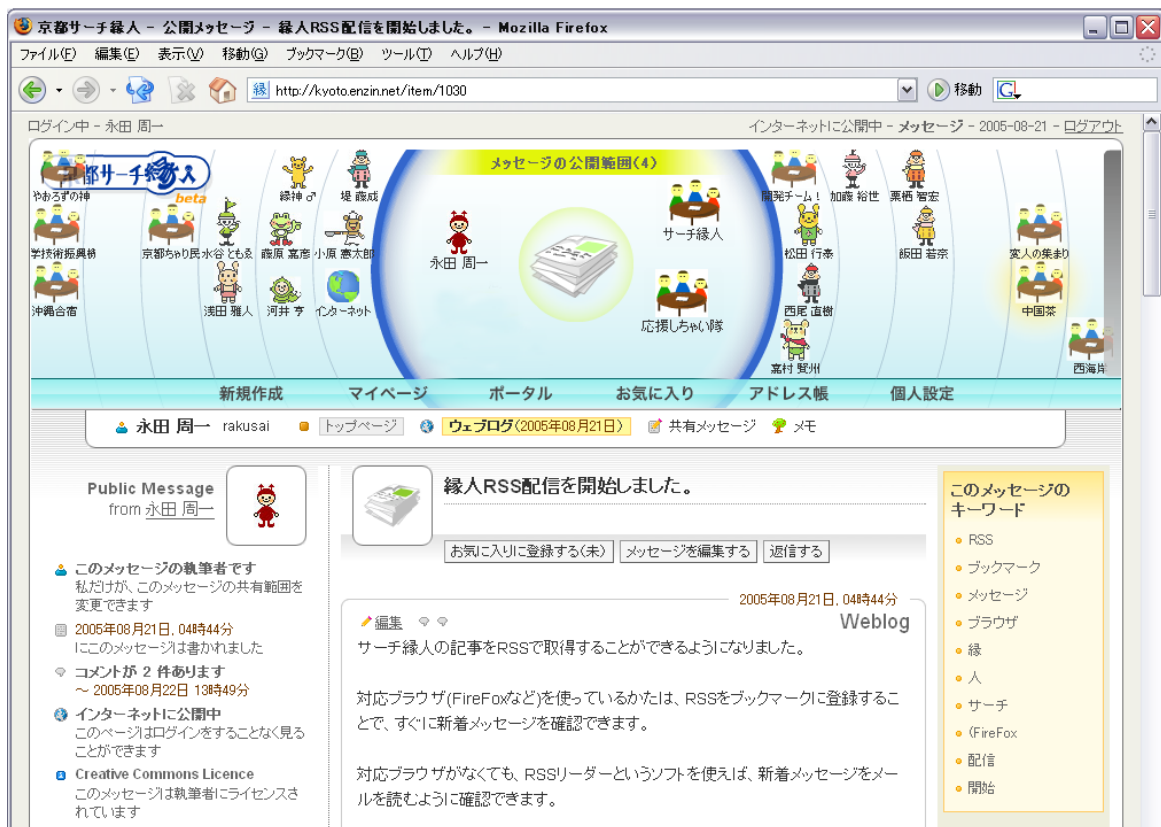 京都サーチ縁人 - 公開メッセージ - 縁人RSS配信を開始しました。 - Mozilla Firefox
ファイル(F) 編集(E) 表示(V) 移動(G) ブックマーク(B) ツール(T) ヘルプ(H)
縁 http://kyoto.enzin.net/item/1030 移動 G
ログイン中 - 永田 周一 インターネットに公開中 - メッセージ - 2005-08-21 - ログアウト
メッセージの公開範囲(4)
都サーチ縁人
beta
やおろずの神 縁神♂ 堤 義成 開発チーム! 加藤 裕世 栗栖 智宏
サーチ縁人
学技術振興機 京都ちゃり民 水谷 ともゑ 藤原 嘉彦 小原 憲太郎 永田 周一 松田 行泰 飯田 若奈 変人の集まり
沖縄合宿 浅田 雅人 河井 亨 インターネット 応援しちゃい隊 西尾 直樹 中国茶
嘉村 賢州 西海岸
新規作成 マイページ ポータル お気に入り アドレス帳 個人設定
永田 周一 rakusai トップページ ウェブログ(2005年08月21日) 共有メッセージ メモ
Public Message
from 永田 周一
このメッセージの執筆者です
私だけが、このメッセージの共有範囲を
変更できます
2005年08月21日, 04時44分
にこのメッセージは書かれました
コメントが 2 件あります
～ 2005年08月22日 13時49分
インターネットに公開中
このページはログインをすることなく見る
ことができます
Creative Commons Licence
このメッセージは執筆者にライセンスさ
れています
縁人RSS配信を開始しました。
お気に入りに登録する(未) メッセージを編集する 返信する
2005年08月21日, 04時44分
編集 Weblog
サーチ縁人の記事をRSSで取得することができるようになりました。
対応ブラウザ(FireFoxなど)を使っているかたは、RSSをブックマークに登録するこ
とで、すぐに新着メッセージを確認できます。
対応ブラウザがなくても、RSSリーダーというソフトを使えば、新着メッセージをメー
ルを読むように確認できます。
このメッセージの
キーワード
RSS
ブックマーク
メッセージ
ブラウザ
縁
人
サーチ
(FireFox
配信
開始